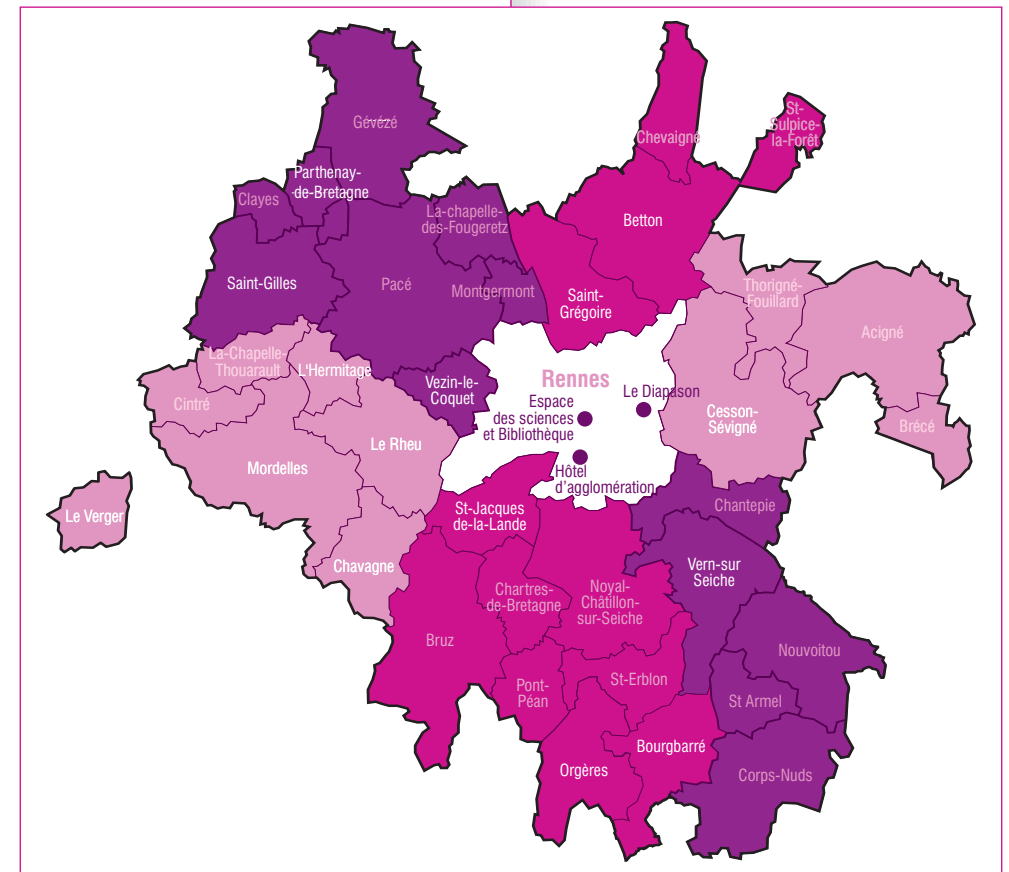 Gévézé
Chevaigné
St-
Sulpice-
la-Forêt
Parthenay-
-de-Bretagne
Clayes
La-chapelle-
des-Fougeretz
Betton
Saint-Gilles
Pacé
Montgermont
Saint-
Grégoire
Thorigné-
Fouillard
Acigné
La-Chapelle-
Thouarault
L'Hermitage
Cintré
Vezin-le-
Coquet
Rennes
Le Diapason
Espace
des sciences
et Bibliothèque
Cesson-
Sévigné
Brécé
Le Rheu
Mordelles
Hôtel
d'agglomération
Le Verger
St-Jacques
de-la-Lande
Chantepie
Chavagne
Vern-sur
Seiche
Chartres-
de-Bretagne
Noyal-
Châtillon-
sur-Seiche
Bruz
Nouvoitou
Pont-
Péan
St-Erblon
St Armel
Bourgbarré
Orgères
Corps-Nuds